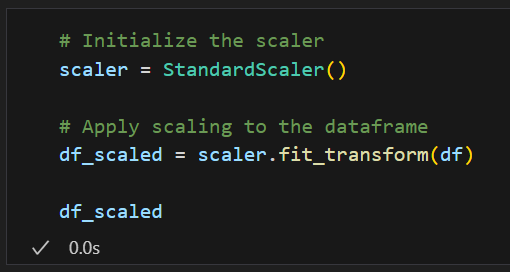 # Initialize the scaler
scaler = StandardScaler()
# Apply scaling to the dataframe
df_scaled = scaler.fit_transform(df)
df_scaled
0.0s